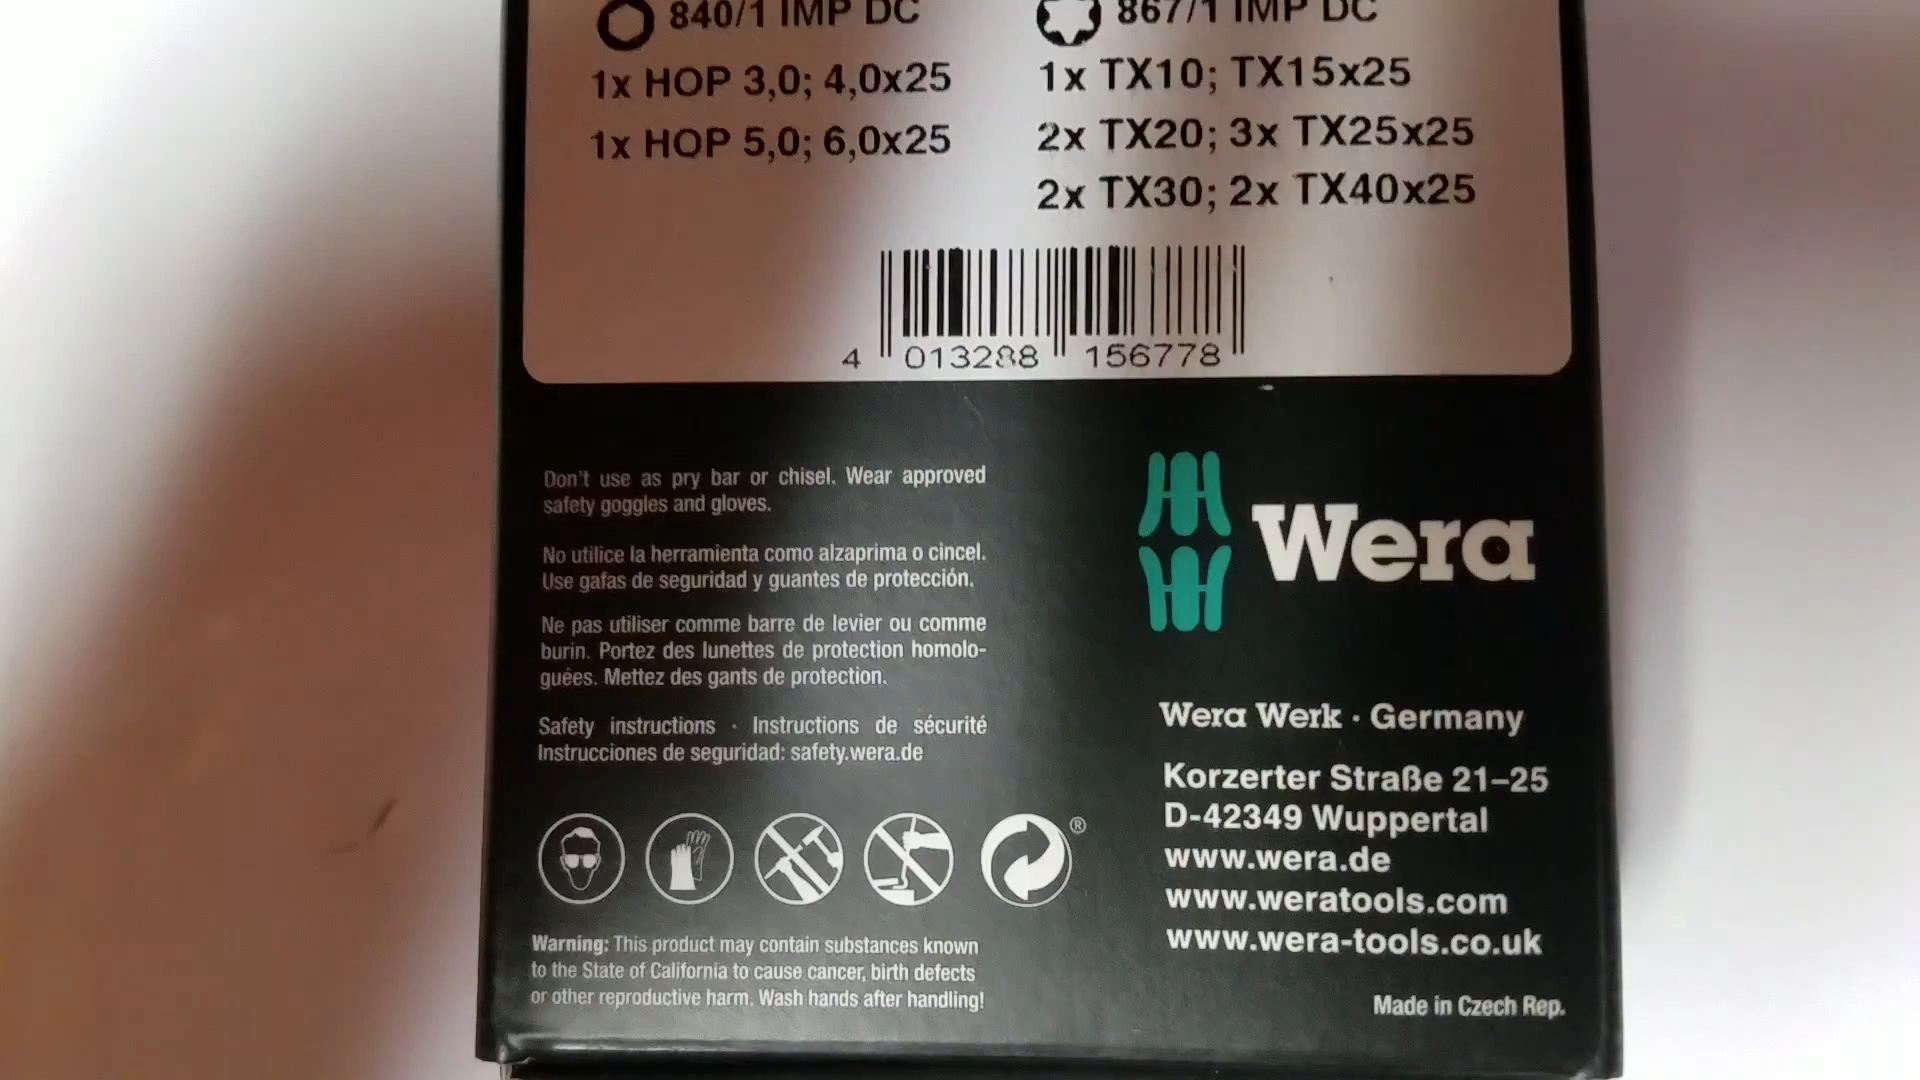 840/1 IMP DC
1x HOP 3,0; 4,0x25
1x HOP 5,0; 6,0x25
867/1 IMP DC
1x TX10; TX15x25
2x TX20; 3x TX25x25
2x TX30; 2x TX40x25
4 013288 156778
Don't use as pry bar or chisel. Wear approved
safety goggles and gloves.
No utilice la herramienta como alzaprima o cincel.
Use gafas de seguridad y guantes de protección.
Ne pas utiliser comme barre de levier ou comme
burin. Portez des lunettes de protection homolo-
guées. Mettez des gants de protection.
Safety instructions · Instructions de sécurité
Instrucciones de seguridad: safety.wera.de
®
Warning: This product may contain substances known
to the State of California to cause cancer, birth defects
or other reproductive harm. Wash hands after handling!
Wera
Wera Werk · Germany
Korzerter Straße 21–25
D-42349 Wuppertal
www.wera.de
www.weratools.com
www.wera-tools.co.uk
Made in Czech Rep.